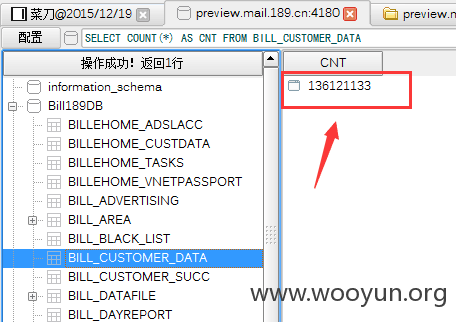 菜刀@2015/12/19
preview.mail.189.cn:4180
preview.m
配置
SELECT COUNT(*) AS CNT FROM BILL_CUSTOMER_DATA
操作成功！返回1行
CNT
information_schema
136121133
Bill189DB
BILLEHOME_ADSLACC
BILLEHOME_CUSTDATA
BILLEHOME_TASKS
BILLEHOME_VNETPASSPORT
BILL_ADVERTISING
BILL_AREA
BILL_BLACK_LIST
BILL_CUSTOMER_DATA
BILL_CUSTOMER_SUCC
BILL_DATAFILE
BILL_DAYREPORT
www.wooyun.org